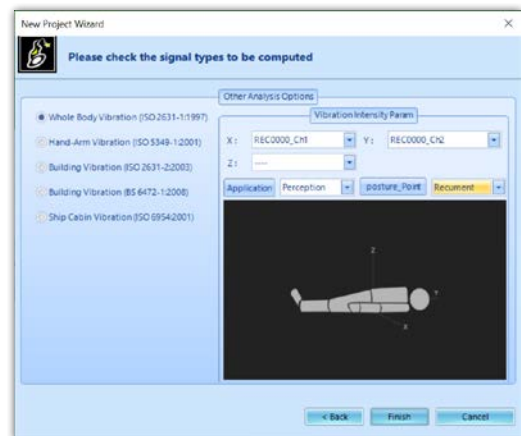 New Project Wizard
Please check the signal types to be computed
Other Analysis Options
Whole Body Vibration (ISO 2631-1:1997)
Hand-Arm Vibration (ISO 5349-1:2001)
Building Vibration (ISO 2631-2:2003)
Building Vibration (BS 6472-1:2008)
Ship Cabin Vibration (ISO 6954:2001)
Vibration Intensity Param
X: REC0000_Ch1 Y: REC0000_Ch2
Z: ----
Application Perception posture_Point Recument
Z
Y
X
< Back Finish Cancel